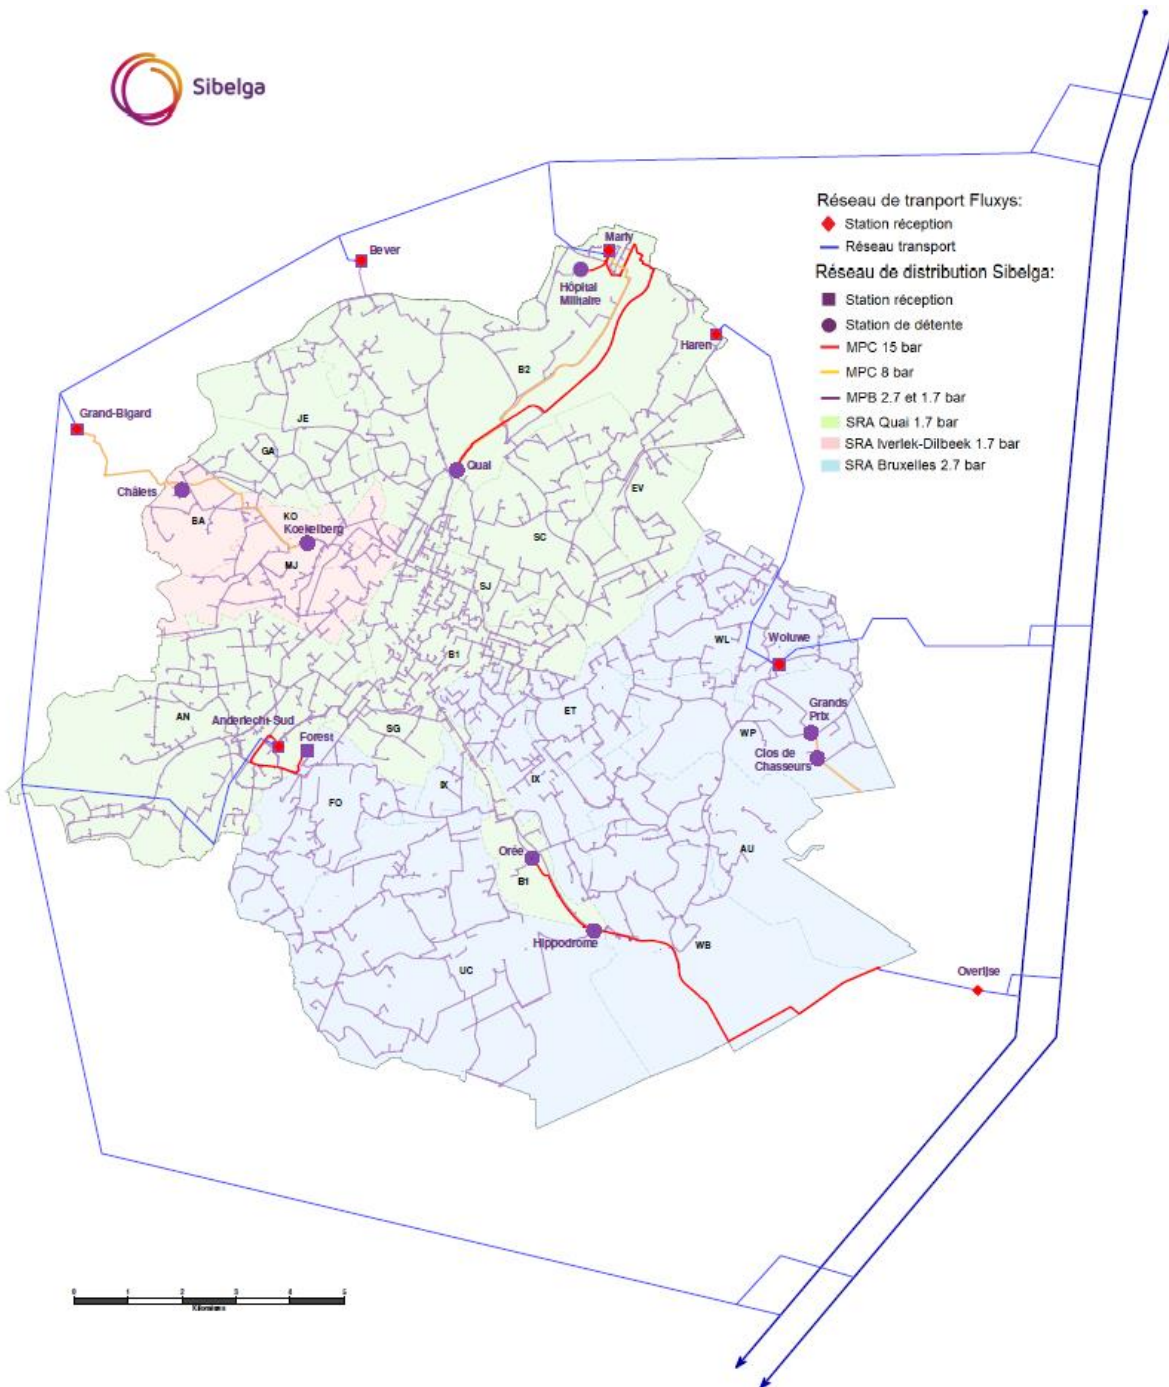 Sibelga
Réseau de tranport Fluxys:
Station réception
Réseau transport
Réseau de distribution Sibelga:
Station réception
Station de détente
MPC 15 bar
MPC 8 bar
MPB 2.7 et 1.7 bar
SRA Quai 1.7 bar
SRA Iverlek-Dilbeek 1.7 bar
SRA Bruxelles 2.7 bar
Marly
Bever
Hôpital
Militaire
Haren
B2
Grand-Bigard
JE
GA
Quai
Châlets
EV
BA
KO
Koekelberg
SC
MJ
SJ
WL
Woluwe
B1
Grands
Prix
AN
ET
Anderlecht-Sud
Forest
SG
WP
Clos de
Chasseurs
IX
IX
FO
AU
Orée
B1
Hippodrome
WB
UC
Overijse
0 1 2 3 4 5
Kilometers